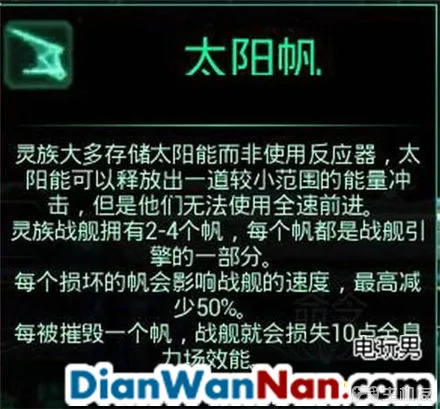 太阳帆
灵族大多存储太阳能而非使用反应器，太
阳能可以释放出一道较小范围的能量冲
击，但是他们无法使用全速前进。
灵族战舰拥有2-4个帆，每个帆都是战舰引
擎的一部分。
每个损坏的帆会影响战舰的速度，最高减
少50%。
每被摧毁一个帆，战舰就会损失10点全息
力场效能。
电玩男
DianWanNan.com